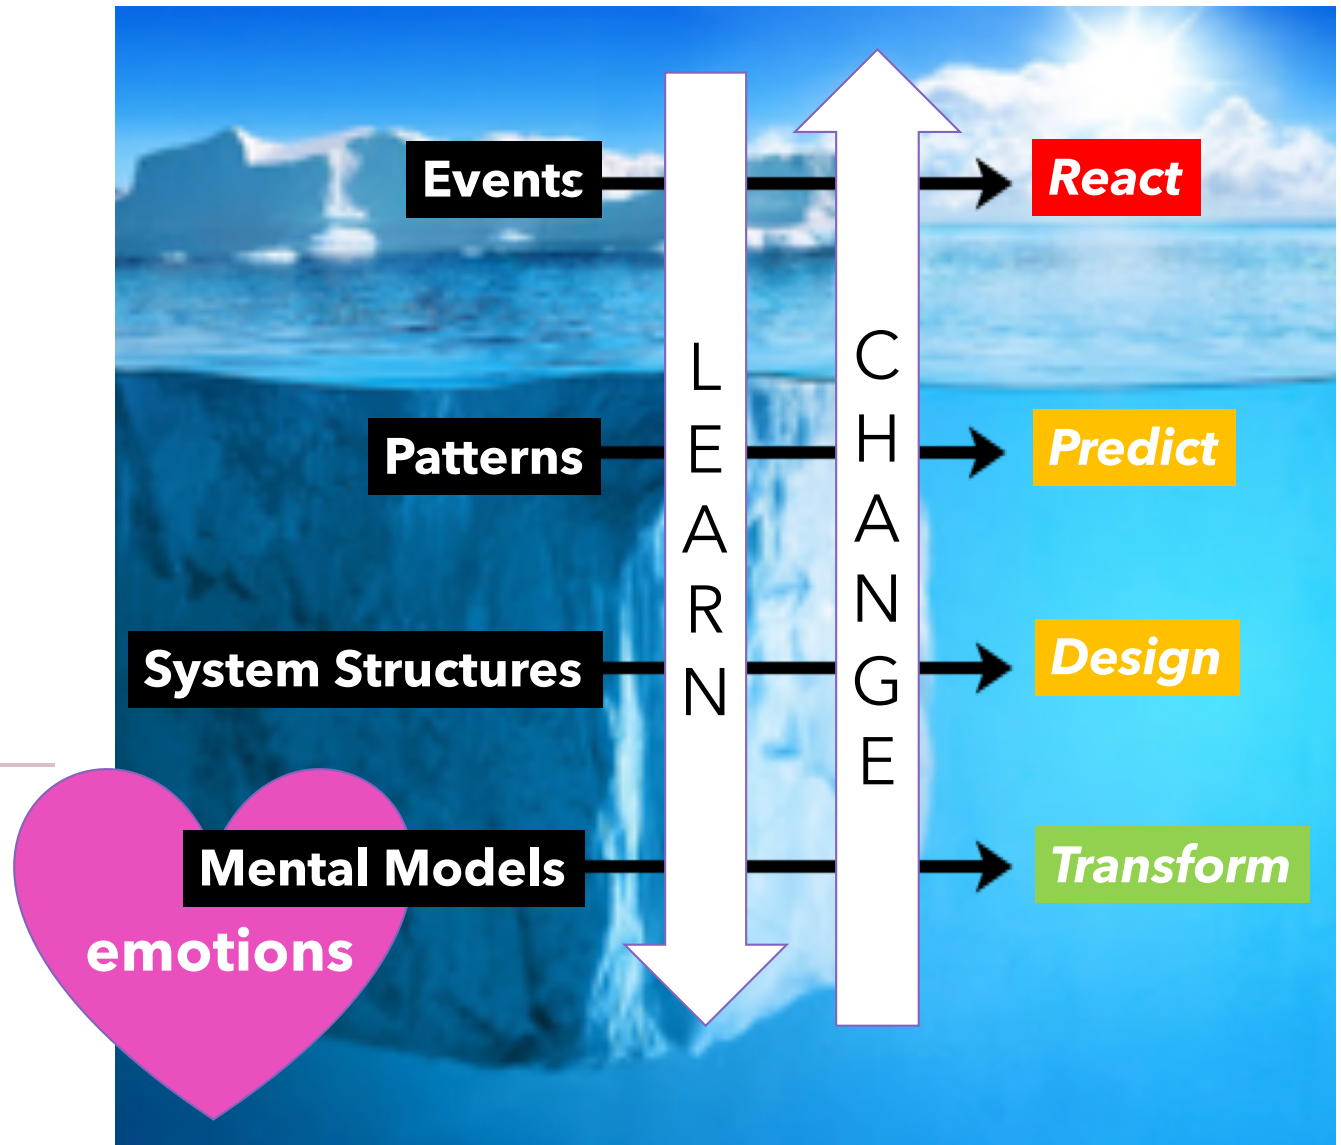 Events
React
LEARN
CHANGE
Patterns
Predict
System Structures
Design
Mental Models
Transform
emotions